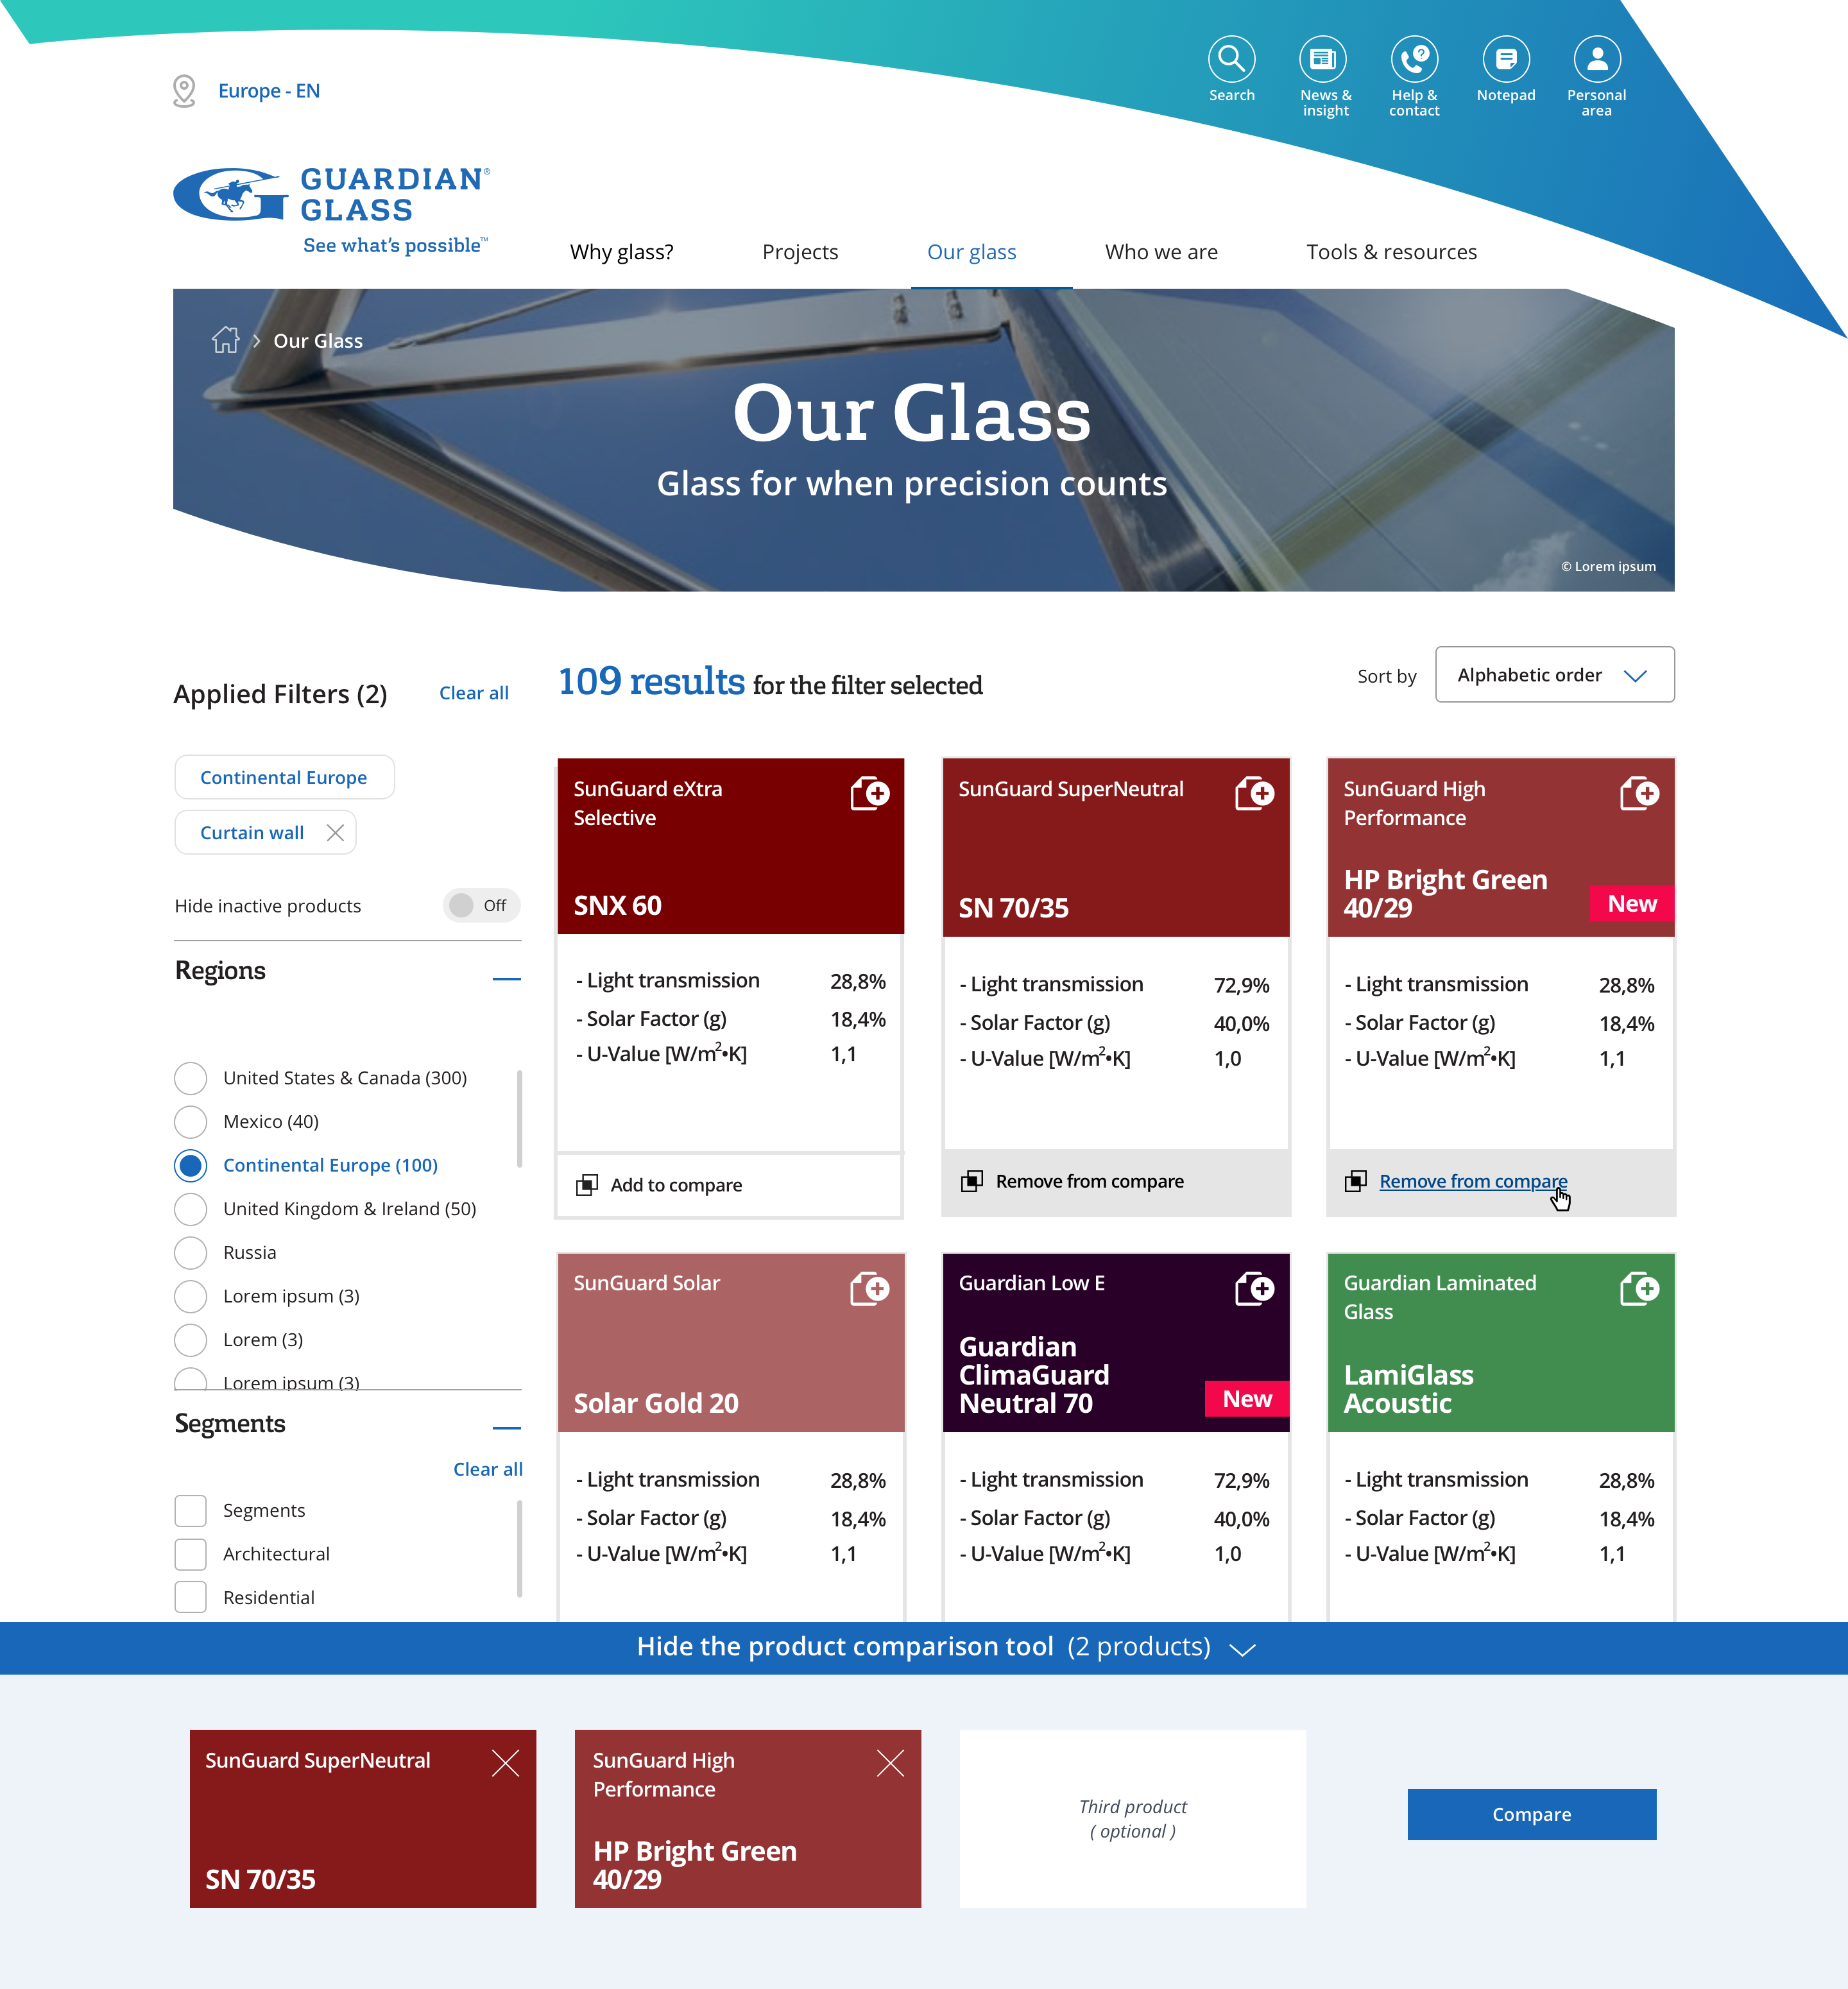 Europe - EN
Search
News &
insight
Help &
contact
Notepad
Personal
area
GUARDIAN®
GLASS
See what's possible™
Why glass?
Projects
Our glass
Who we are
Tools & resources
Our Glass
Our Glass
Glass for when precision counts
© Lorem ipsum
Applied Filters (2)
Clear all
109 results for the filter selected
Sort by
Alphabetic order
Continental Europe
Curtain wall
Hide inactive products
Off
Regions
United States & Canada (300)
Mexico (40)
Continental Europe (100)
United Kingdom & Ireland (50)
Russia
Lorem ipsum (3)
Lorem (3)
Lorem ipsum (3)
Segments
Clear all
Segments
Architectural
Residential
SunGuard eXtra
Selective
SNX 60
- Light transmission 28,8%
- Solar Factor (g) 18,4%
- U-Value [W/m²•K] 1,1
Add to compare
SunGuard SuperNeutral
SN 70/35
- Light transmission 72,9%
- Solar Factor (g) 40,0%
- U-Value [W/m²•K] 1,0
Remove from compare
SunGuard High
Performance
HP Bright Green
40/29
New
- Light transmission 28,8%
- Solar Factor (g) 18,4%
- U-Value [W/m²•K] 1,1
Remove from compare
SunGuard Solar
Solar Gold 20
- Light transmission 28,8%
- Solar Factor (g) 18,4%
- U-Value [W/m²•K] 1,1
Guardian Low E
Guardian
ClimaGuard
Neutral 70
New
- Light transmission 72,9%
- Solar Factor (g) 40,0%
- U-Value [W/m²•K] 1,0
Guardian Laminated
Glass
LamiGlass
Acoustic
- Light transmission 28,8%
- Solar Factor (g) 18,4%
- U-Value [W/m²•K] 1,1
Hide the product comparison tool (2 products)
SunGuard SuperNeutral
SN 70/35
SunGuard High
Performance
HP Bright Green
40/29
Third product
( optional )
Compare